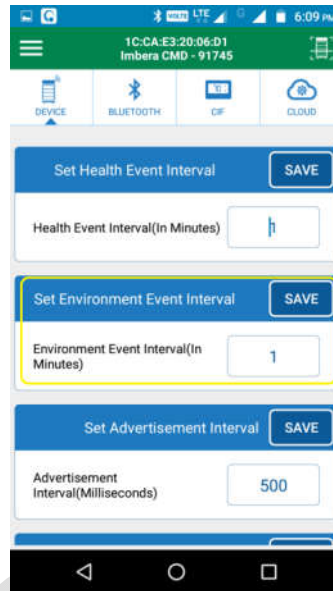 VOLTE LTE G 6:09 PM
1C:CA:E3:20:06:D1
Imbera CMD - 91745
DEVICE BLUETOOTH CIF CLOUD
Set Health Event Interval SAVE
Health Event Interval(In Minutes) 1
Set Environment Event Interval SAVE
Environment Event Interval(In
Minutes) 1
Set Advertisement Interval SAVE
Advertisement
Interval(Milliseconds) 500